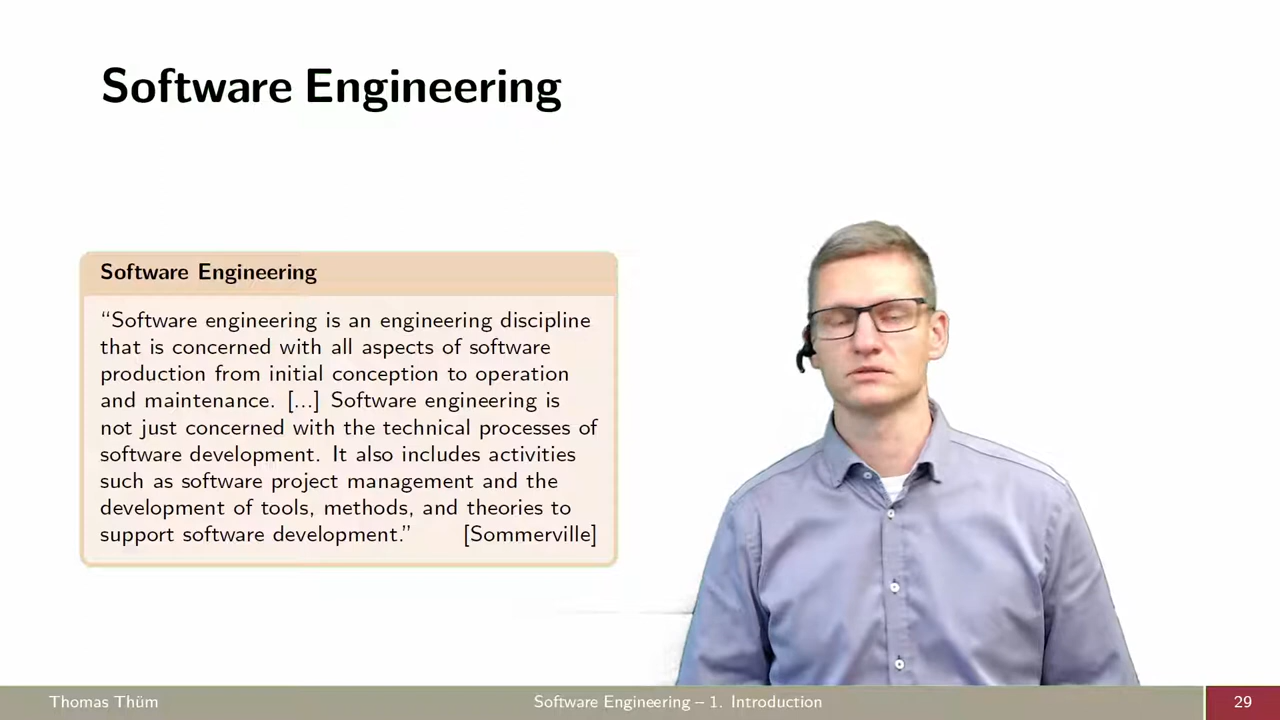 Software Engineering
Software Engineering
“Software engineering is an engineering discipline
that is concerned with all aspects of software
production from initial conception to operation
and maintenance. [...] Software engineering is
not just concerned with the technical processes of
software development. It also includes activities
such as software project management and the
development of tools, methods, and theories to
support software development.” [Sommerville]
Thomas Thüm Software Engineering – 1. Introduction 29